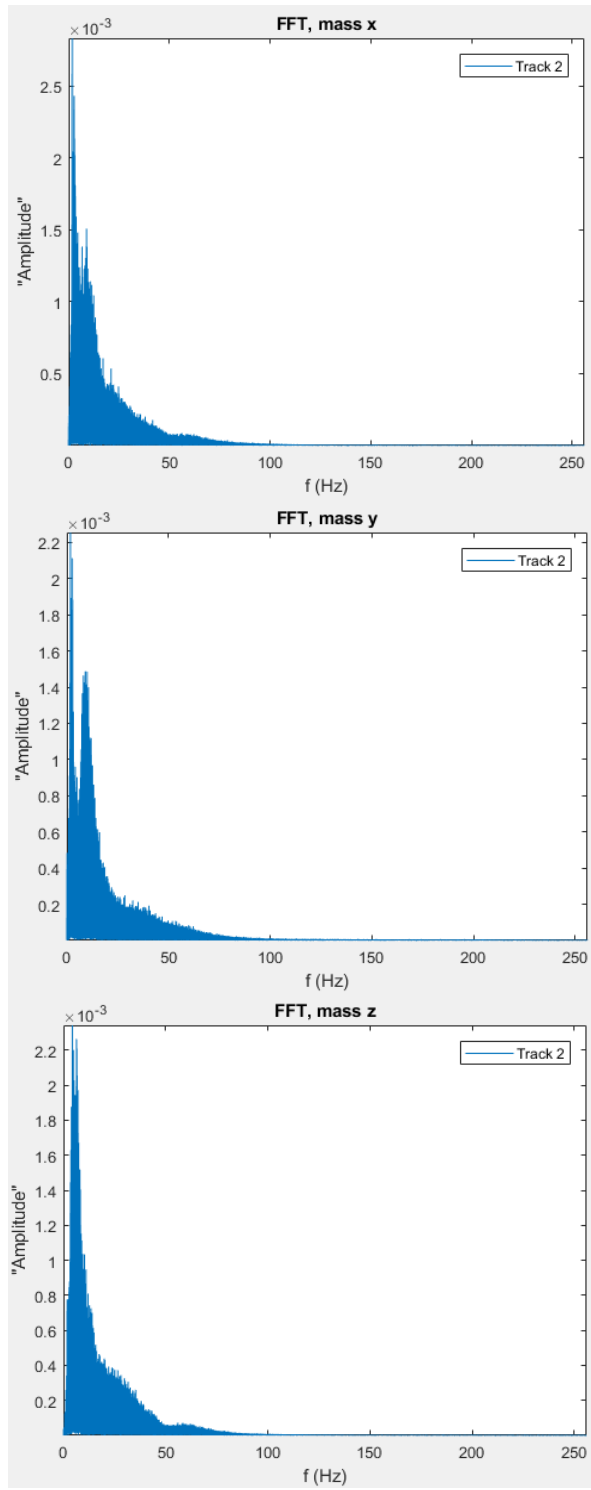 FFT, mass x
×10-3
Track 2
2.5
2
1.5
1
0.5
"Amplitude"
0 50 100 150 200 250
f (Hz)
FFT, mass y
×10-3
Track 2
2.2
2
1.8
1.6
1.4
1.2
1
0.8
0.6
0.4
0.2
"Amplitude"
0 50 100 150 200 250
f (Hz)
FFT, mass z
×10-3
Track 2
2.2
2
1.8
1.6
1.4
1.2
1
0.8
0.6
0.4
0.2
"Amplitude"
0 50 100 150 200 250
f (Hz)